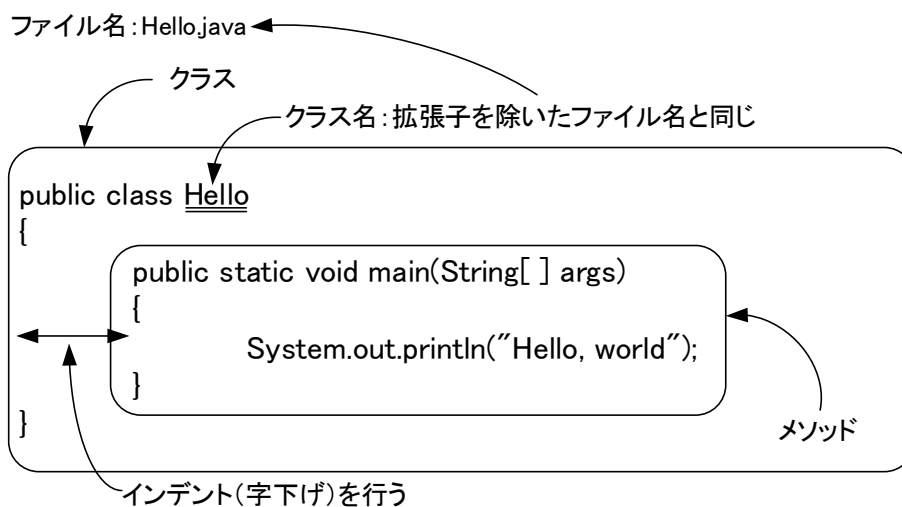 ファイル名：Hello.java
クラス
クラス名：拡張子を除いたファイル名と同じ
public class Hello
{
public static void main(String[ ] args)
{
System.out.println("Hello, world");
}
}
メソッド
インデント(字下げ)を行う